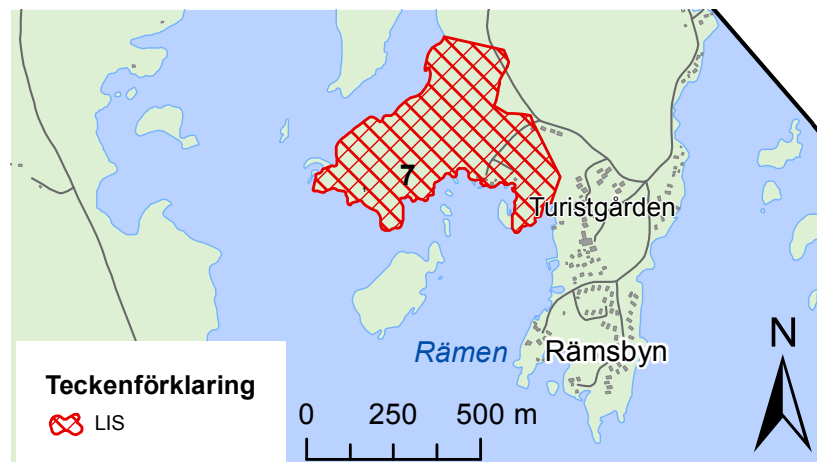 7
Turistgården
Rämen
Rämsbyn
N
Teckenförklaring
LIS
0 250 500 m